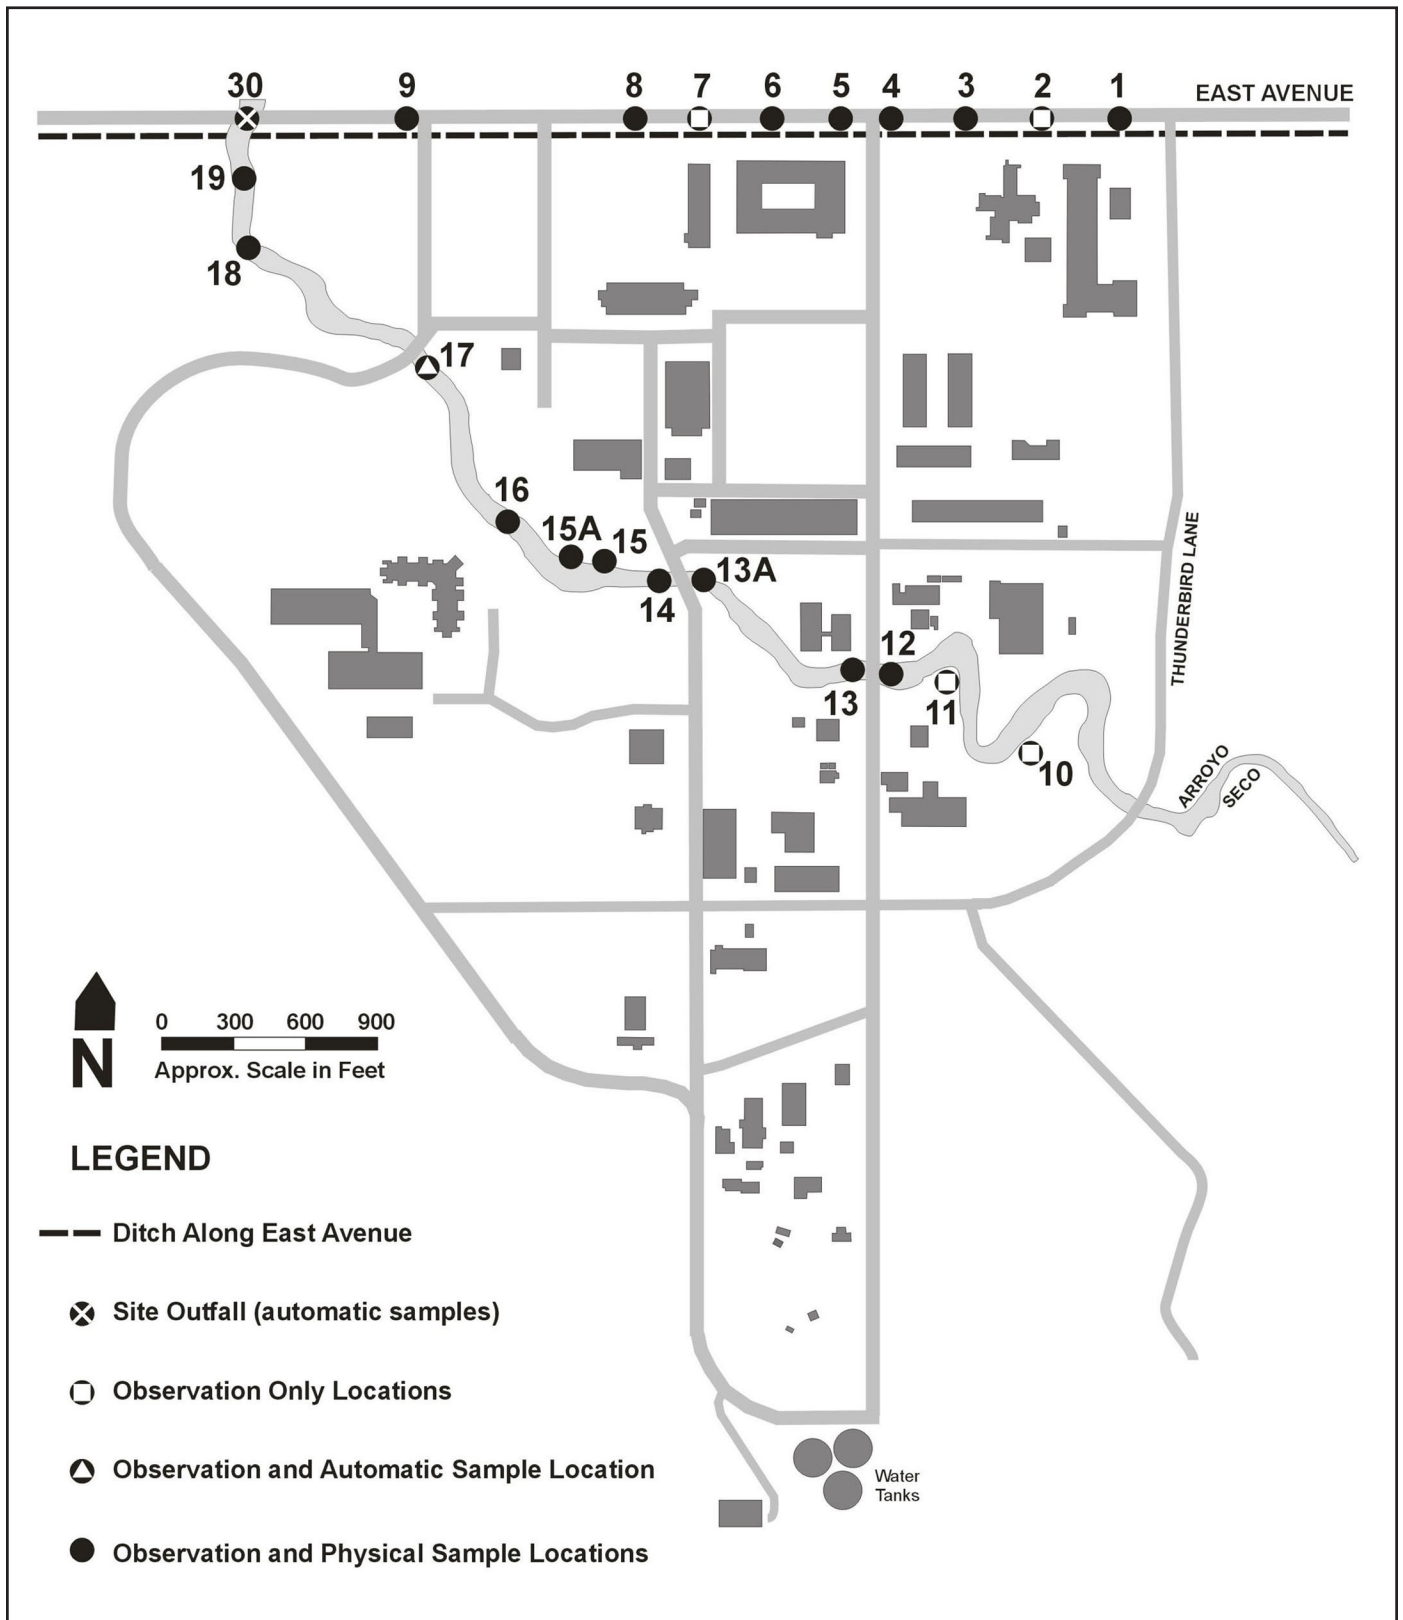 30
9
8
7
6
5
4
3
2
1
EAST AVENUE
19
18
17
16
15A
15
13A
14
12
13
11
10
THUNDERBIRD LANE
ARROYO
SECO
N
0 300 600 900
Approx. Scale in Feet
LEGEND
Ditch Along East Avenue
Site Outfall (automatic samples)
Observation Only Locations
Observation and Automatic Sample Location
Observation and Physical Sample Locations
Water
Tanks